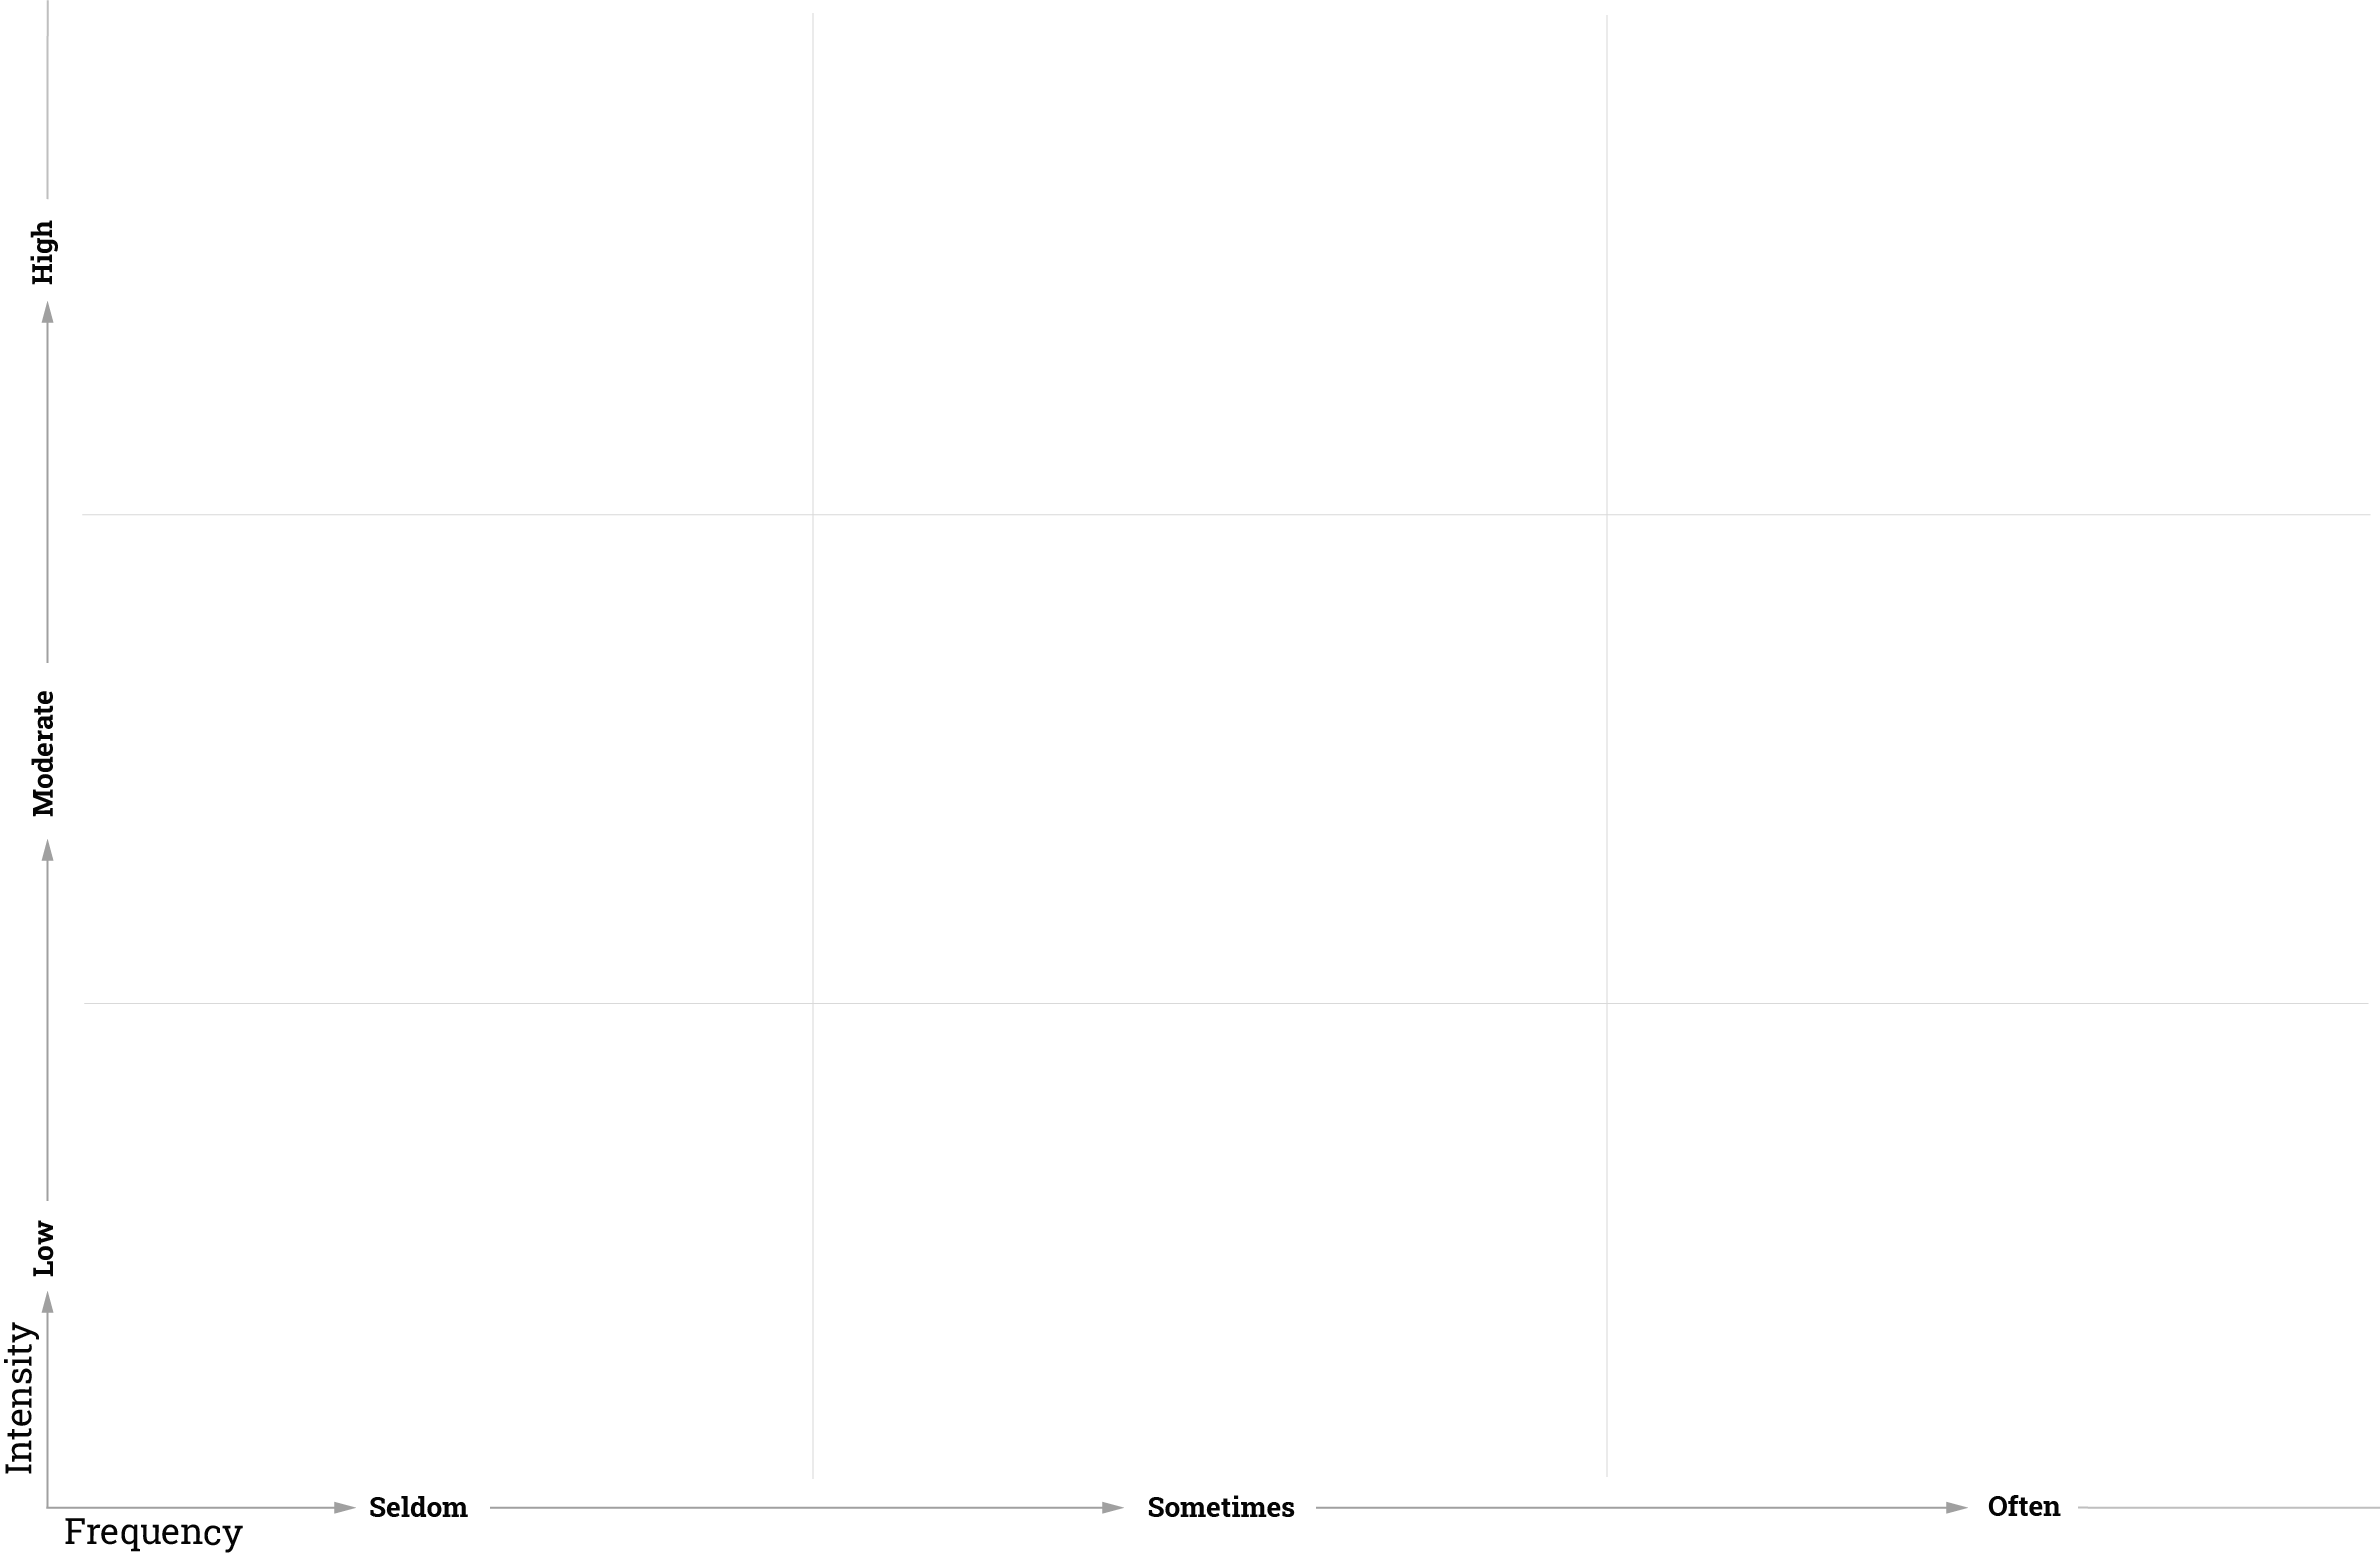 High
Moderate
Low
Intensity
Seldom
Sometimes
Often
Frequency